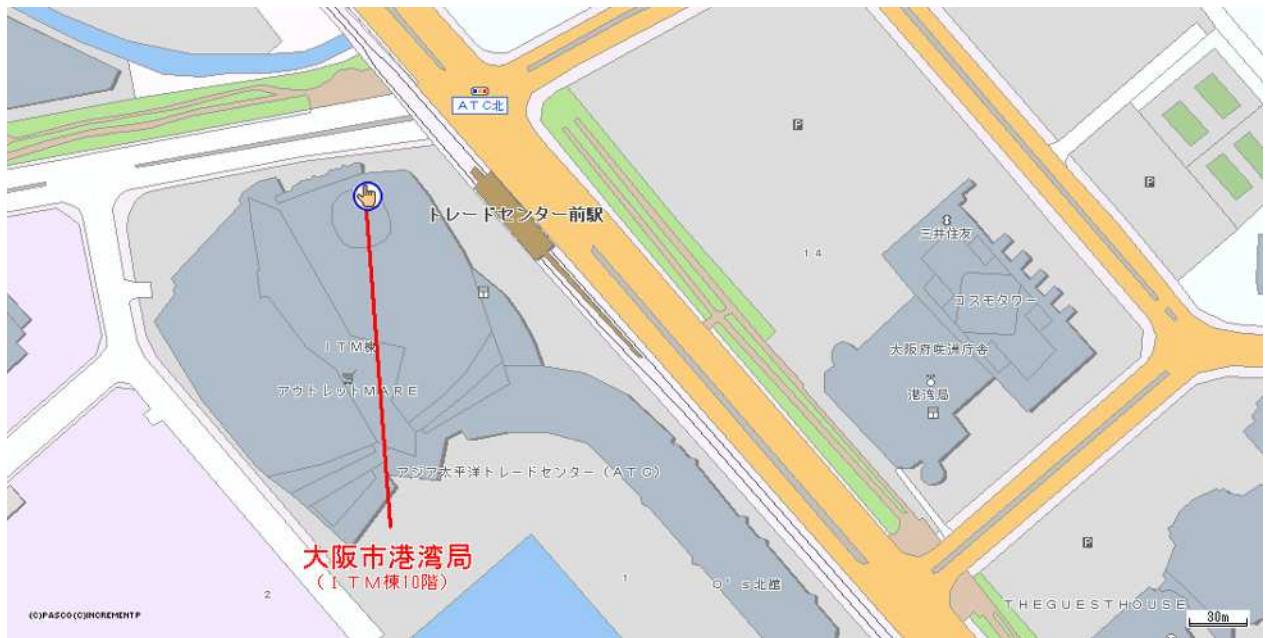 ATC北
トレードセンター前駅
三井住友
14
コスモタワー
ITM棟
大阪府咲洲庁舎
アウトレットMARE
港湾局
アジア太平洋トレードセンター(ATC)
大阪市港湾局
(ITM棟10階)
1
O's北館
2
THEGUESTHOUSE
(C)PASCO(C)INCREMENTP
30m
P
P
P